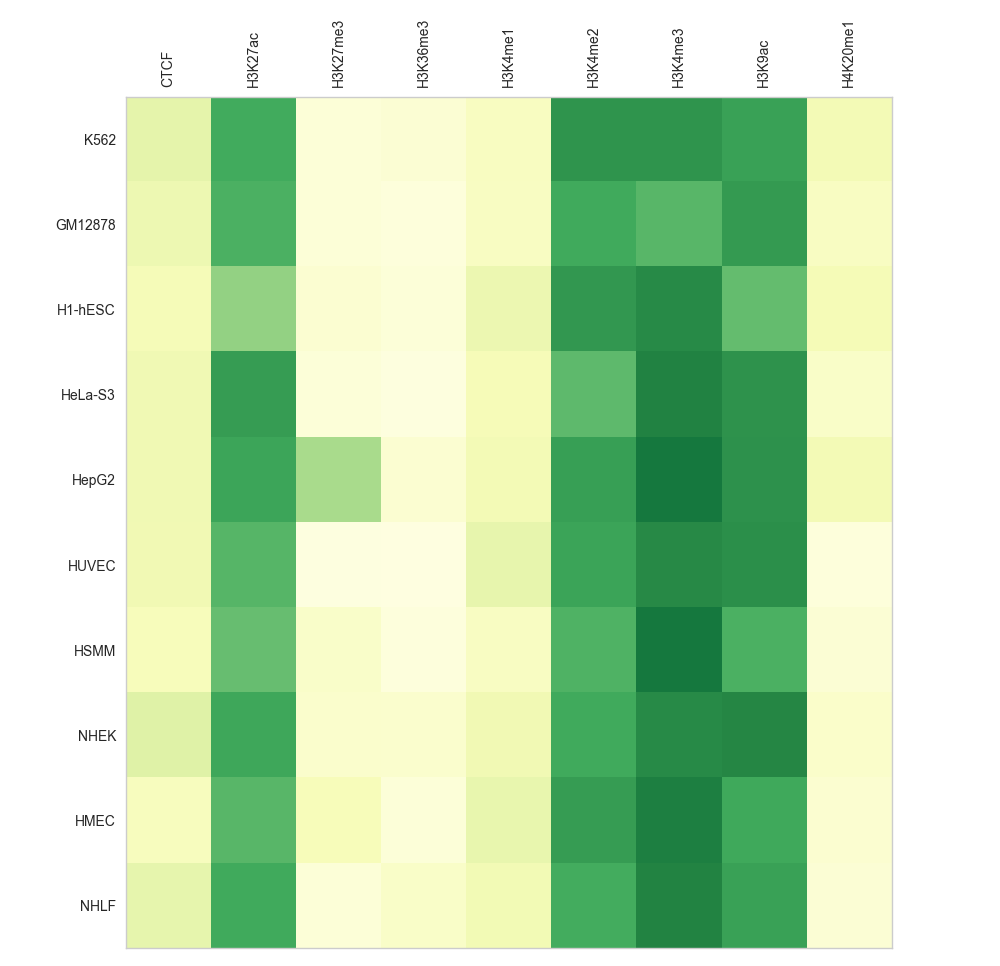 CTCF
H3K27ac
H3K27me3
H3K36me3
H3K4me1
H3K4me2
H3K4me3
H3K9ac
H4K20me1
K562
GM12878
H1-hESC
HeLa-S3
HepG2
HUVEC
HSMM
NHEK
HMEC
NHLF